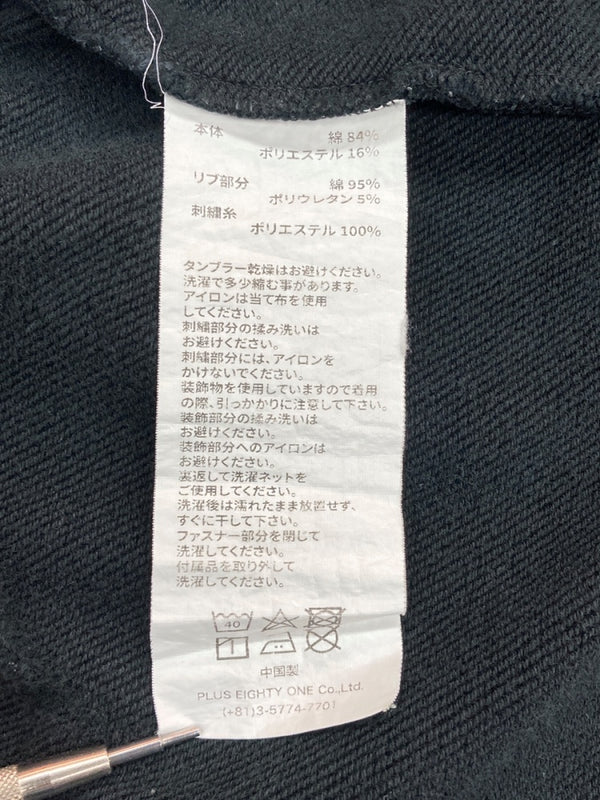 本体 綿 84%
ポリエステル 16%
リブ部分 綿 95%
ポリウレタン 5%
刺繍糸
ポリエステル 100%
タンブラー乾燥はお避けください。
洗濯で多少縮む事があります。
アイロンは当て布を使用
してください。
刺繍部分の揉み洗いは
お避けください。
刺繍部分には、アイロンを
かけないでください。
装飾物を使用していますので着用
の際、引っかかりに注意して下さい。
装飾部分の揉み洗いは
お避けください。
装飾部分へのアイロンは
お避けください。
裏返して洗濯ネットを
ご使用してください。
洗濯後は濡れたまま放置せず、
すぐに干して下さい。
ファスナー部分を閉じて
洗濯してください。
付属品を取り外して
洗濯してください。
40
中国製
PLUS EIGHTY ONE Co.,Ltd.
(+81)3-5774-7701